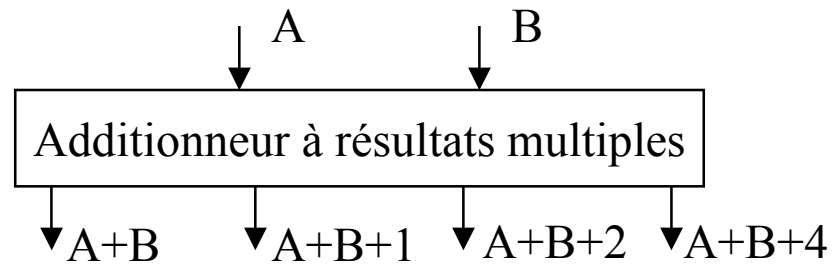 A B
Additionneur à résultats multiples
A+B A+B+1 A+B+2 A+B+4